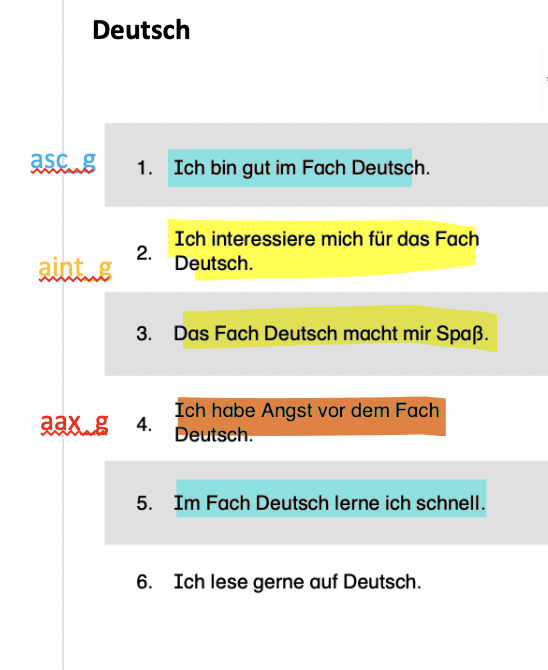 Deutsch
asc_g
1. Ich bin gut im Fach Deutsch.
2. Ich interessiere mich für das Fach
Deutsch.
aint_g
3. Das Fach Deutsch macht mir Spaß.
4. Ich habe Angst vor dem Fach
Deutsch.
aax_g
5. Im Fach Deutsch lerne ich schnell.
6. Ich lese gerne auf Deutsch.